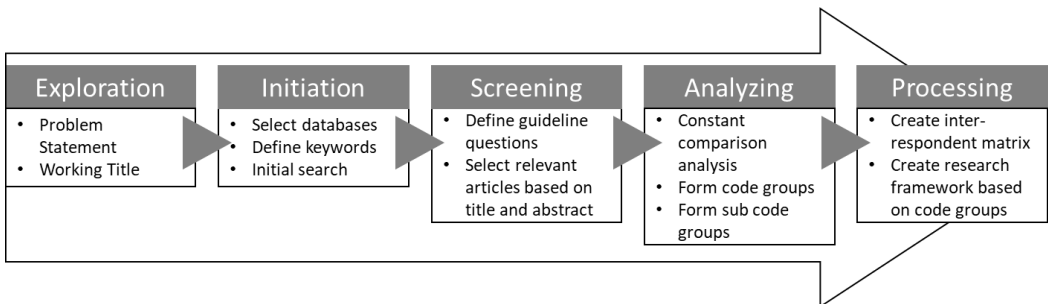 Exploration
• Problem
Statement
• Working Title
Initiation
• Select databases
• Define keywords
• Initial search
Screening
• Define guideline
questions
• Select relevant
articles based on
title and abstract
Analyzing
• Constant
comparison
analysis
• Form code groups
• Form sub code
groups
Processing
• Create inter-
respondent matrix
• Create research
framework based
on code groups